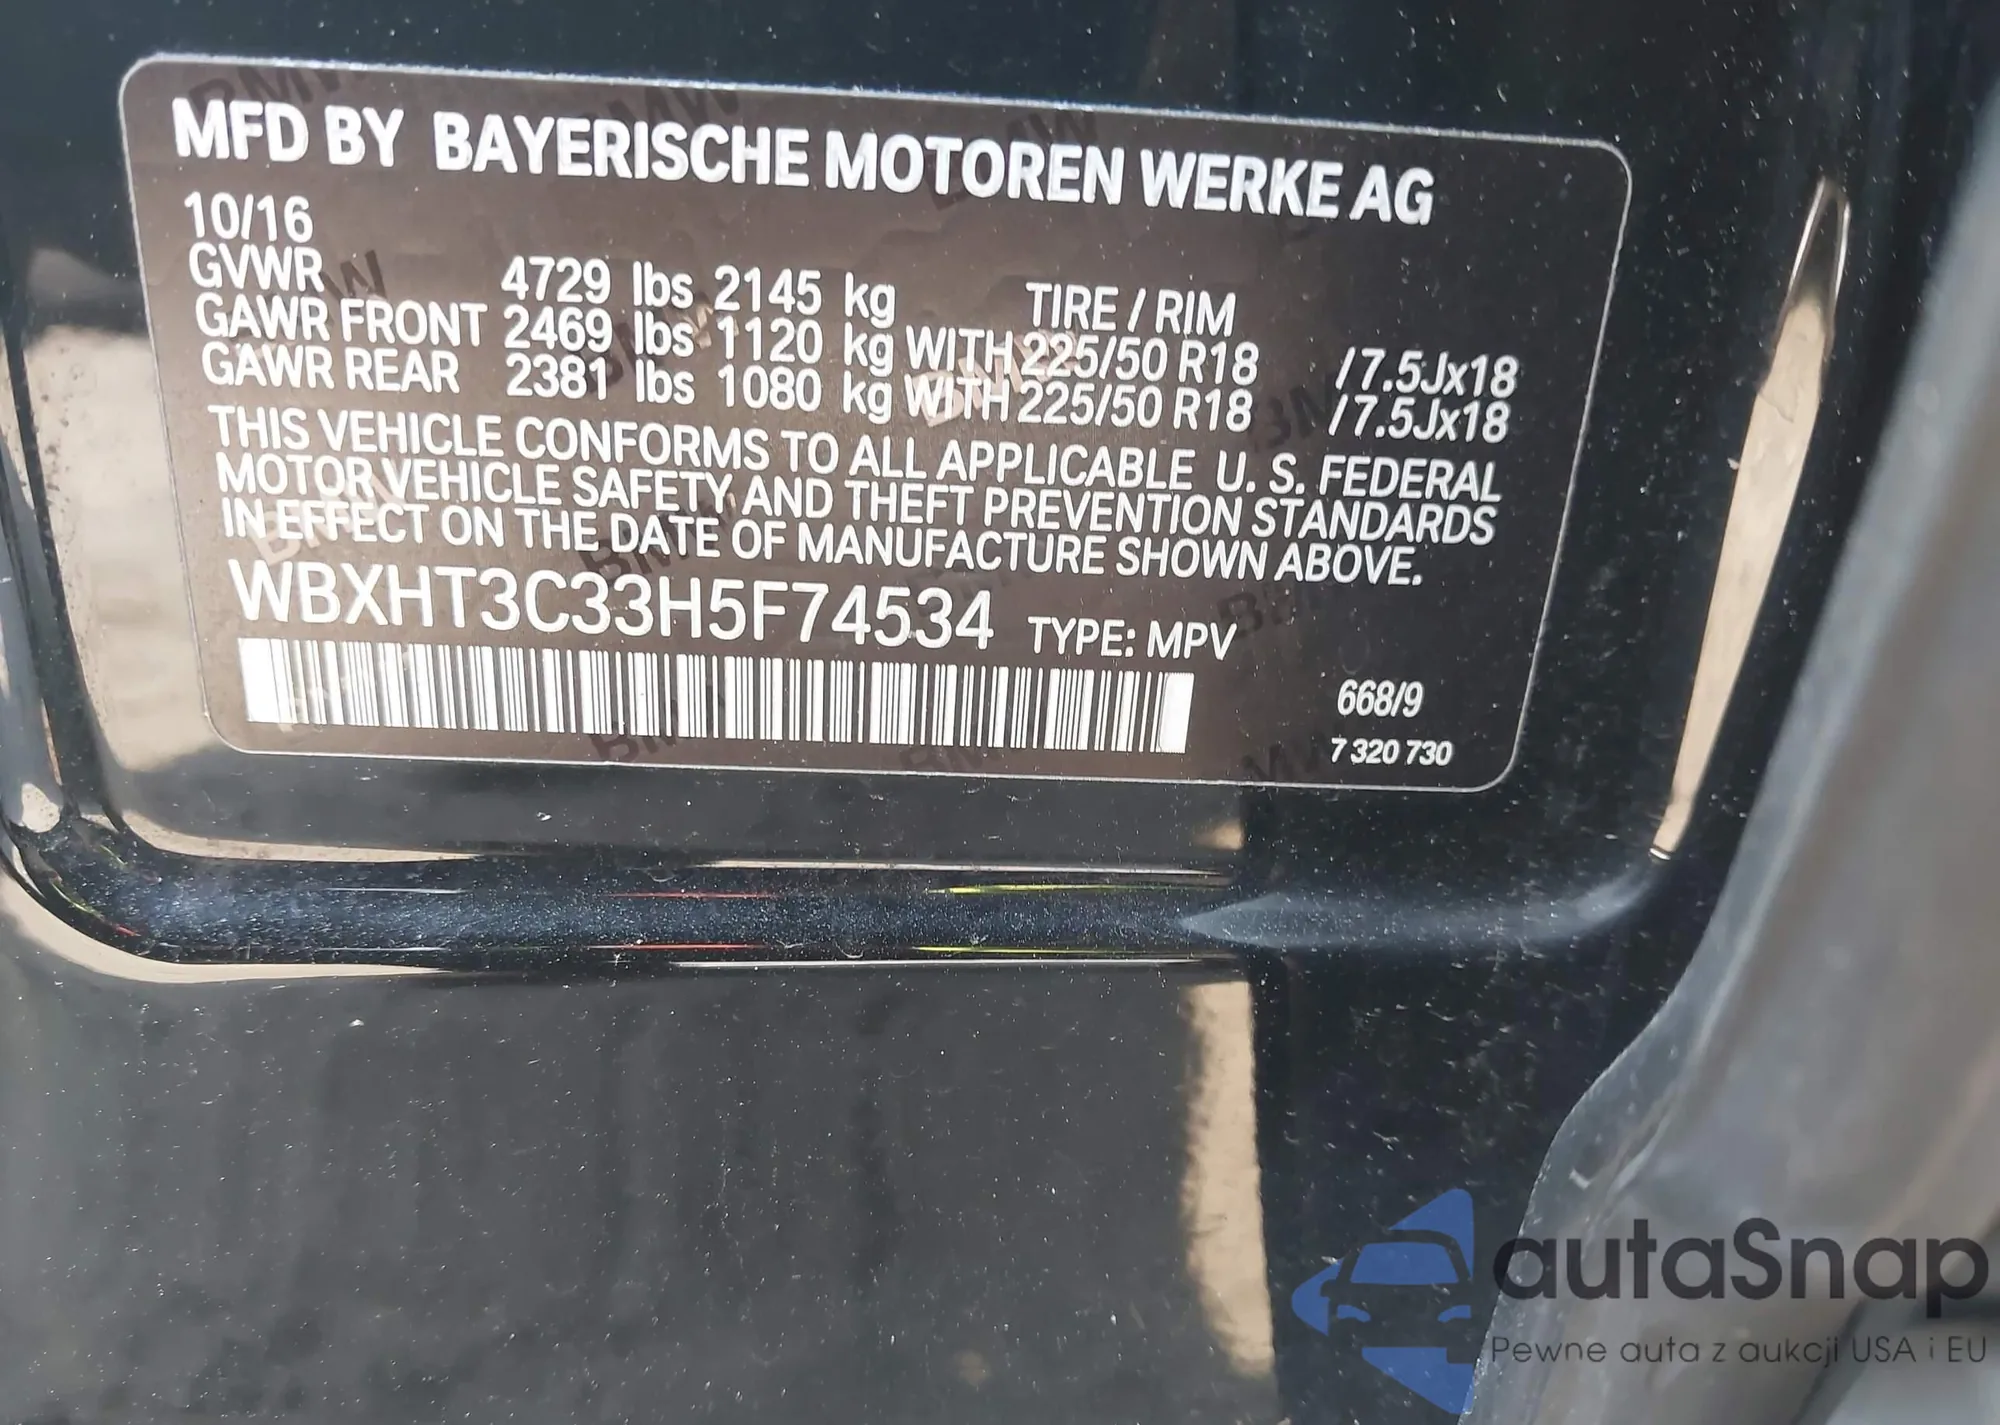 MFD BY BAYERISCHE MOTOREN WERKE AG
10/16
GVWR 4729 lbs 2145 kg TIRE / RIM
GAWR FRONT 2469 lbs 1120 kg WITH 225/50 R18 /7.5Jx18
GAWR REAR 2381 lbs 1080 kg WITH 225/50 R18 /7.5Jx18
THIS VEHICLE CONFORMS TO ALL APPLICABLE U. S. FEDERAL
MOTOR VEHICLE SAFETY AND THEFT PREVENTION STANDARDS
IN EFFECT ON THE DATE OF MANUFACTURE SHOWN ABOVE.
WBXHT3C33H5F74534 TYPE: MPV
668/9
7 320 730
autaSnap
Pewne auta z aukcji USA i EU